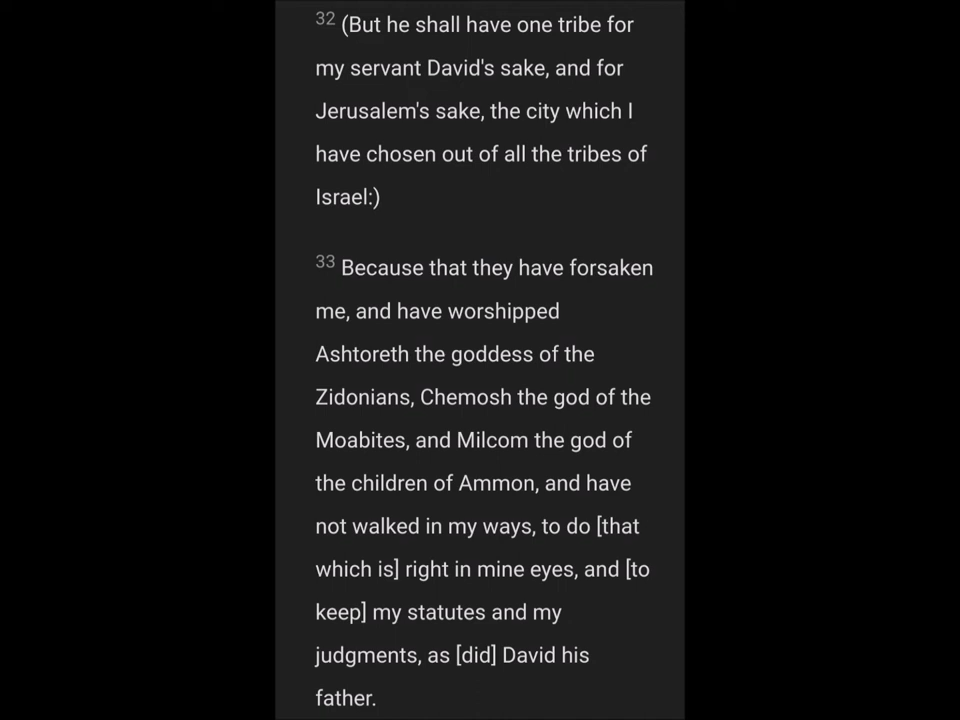 32 (But he shall have one tribe for
my servant David's sake, and for
Jerusalem's sake, the city which I
have chosen out of all the tribes of
Israel:)
33 Because that they have forsaken
me, and have worshipped
Ashtoreth the goddess of the
Zidonians, Chemosh the god of the
Moabites, and Milcom the god of
the children of Ammon, and have
not walked in my ways, to do [that
which is] right in mine eyes, and [to
keep] my statutes and my
judgments, as [did] David his
father.